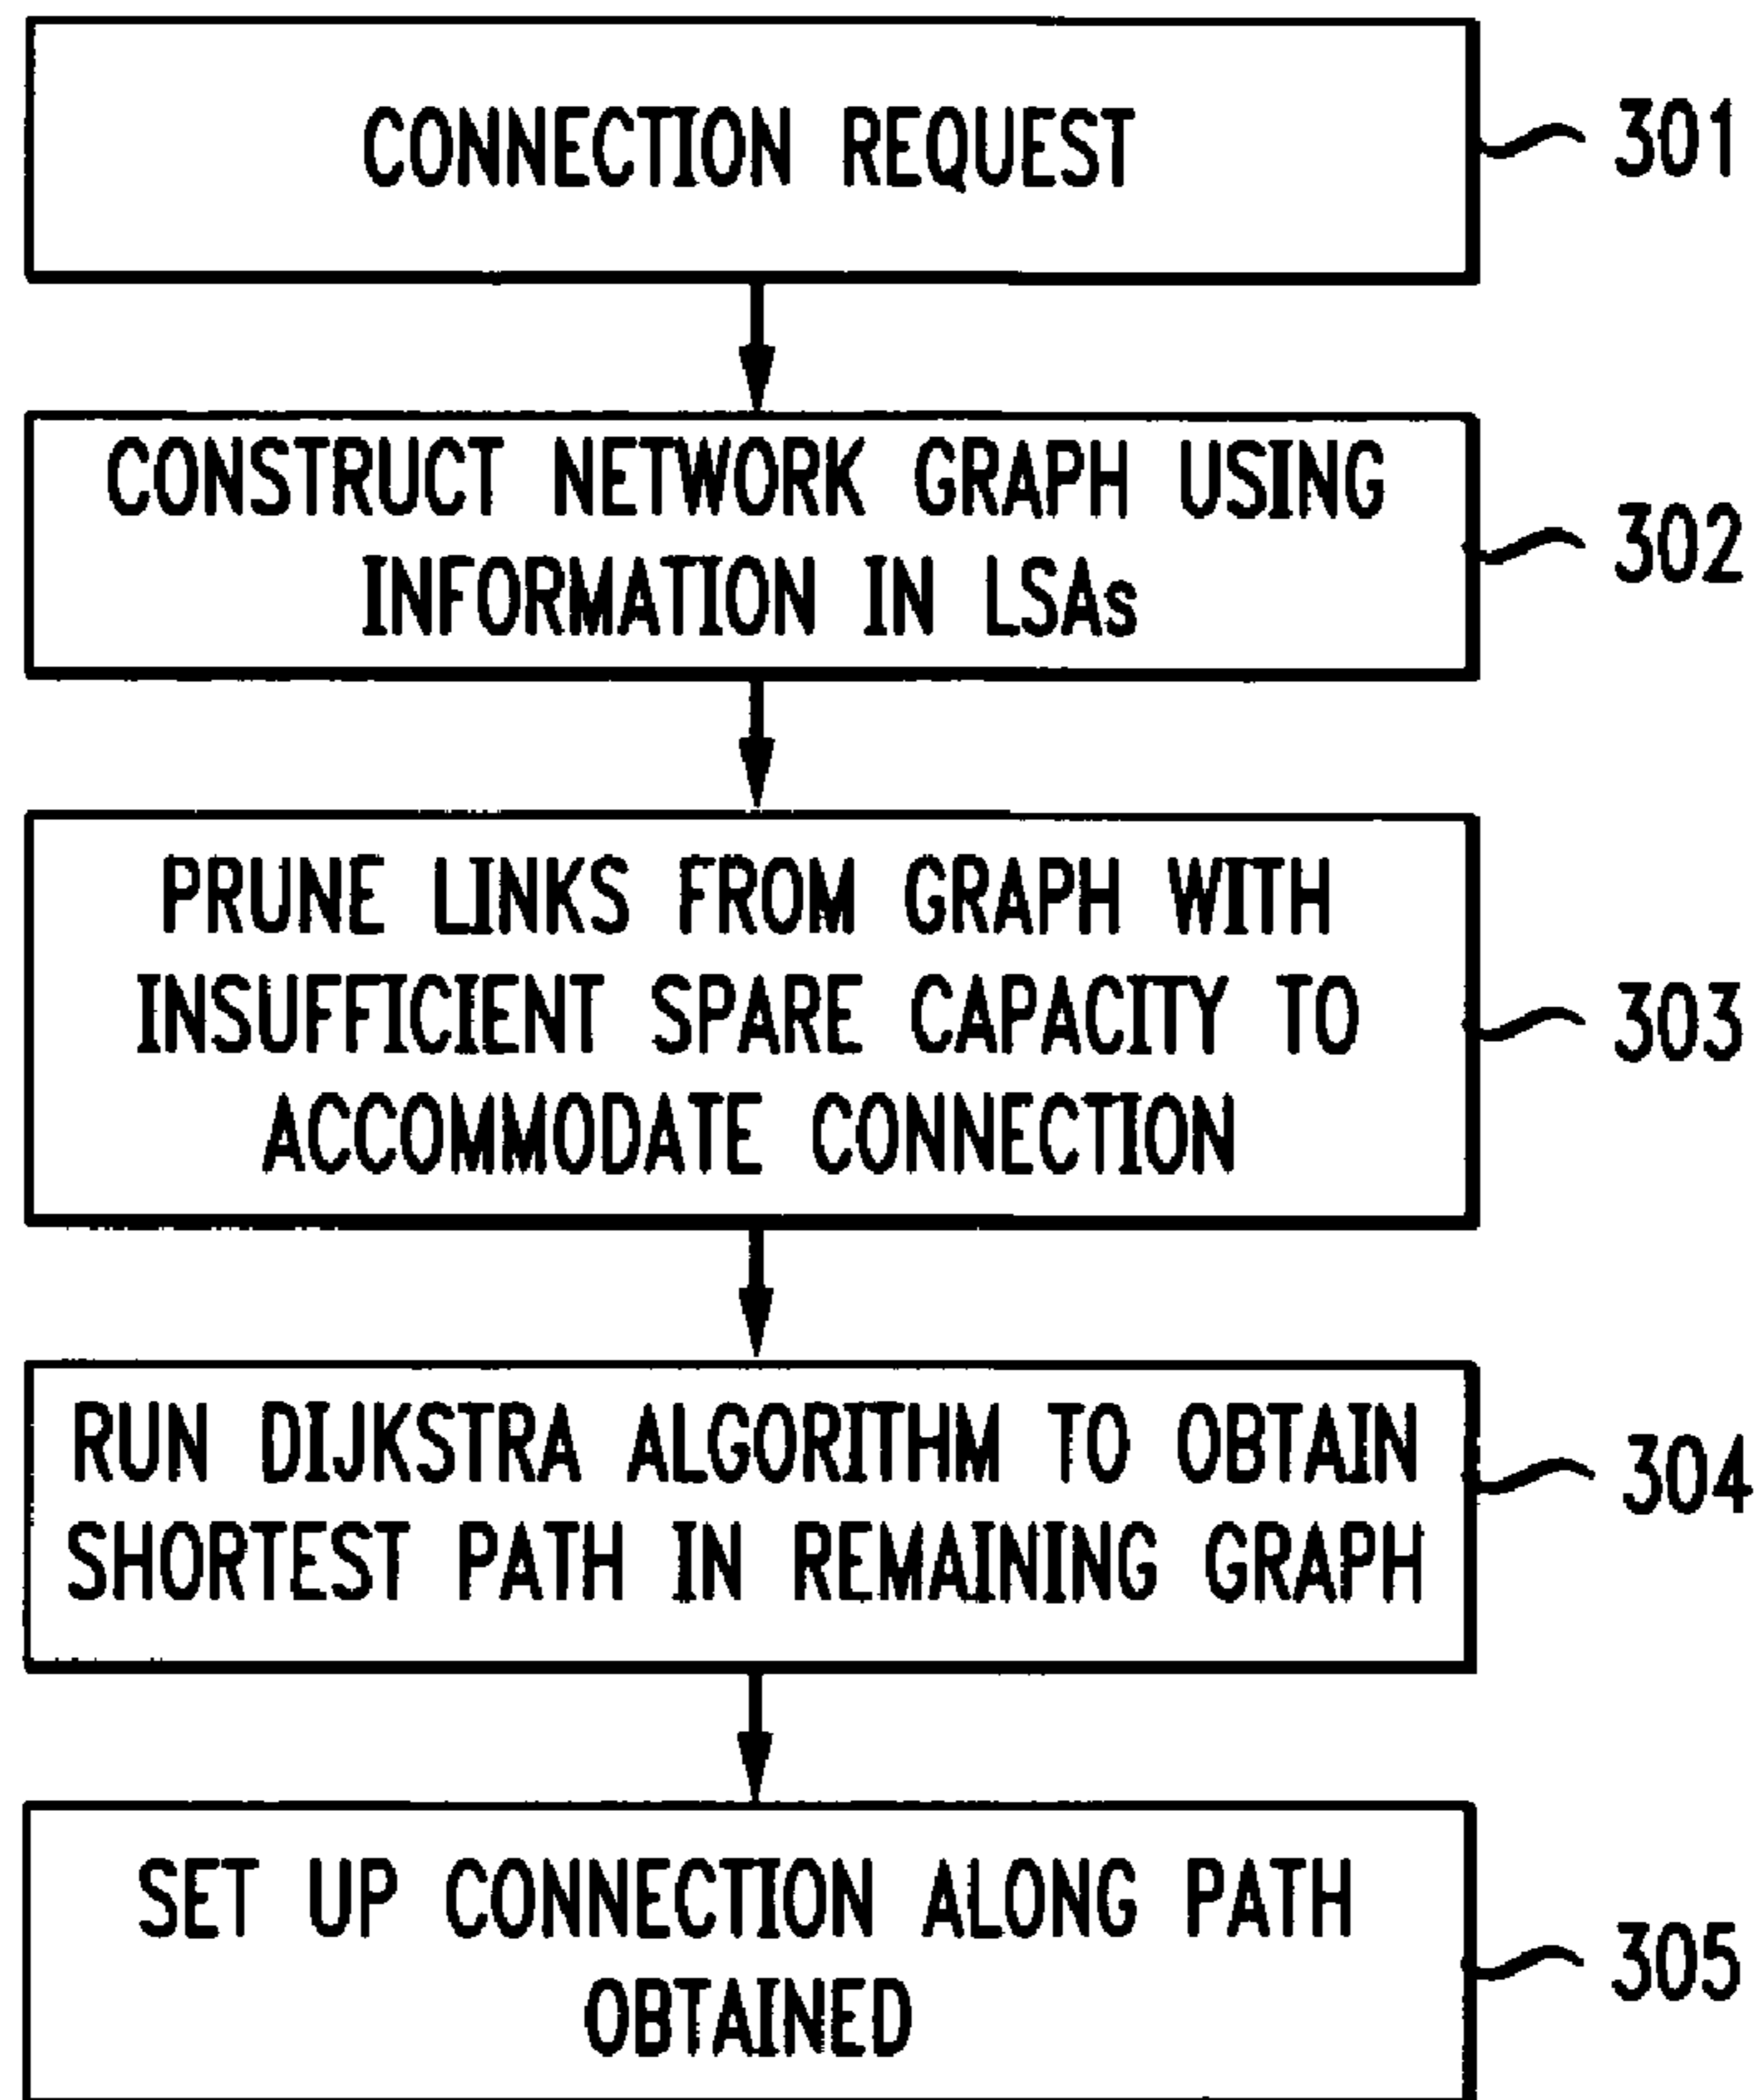 CONNECTION REQUEST
301
CONSTRUCT NETWORK GRAPH USING
INFORMATION IN LSAs
302
PRUNE LINKS FROM GRAPH WITH
INSUFFICIENT SPARE CAPACITY TO
ACCOMMODATE CONNECTION
303
RUN DIJKSTRA ALGORITHM TO OBTAIN
SHORTEST PATH IN REMAINING GRAPH
304
SET UP CONNECTION ALONG PATH
OBTAINED
305